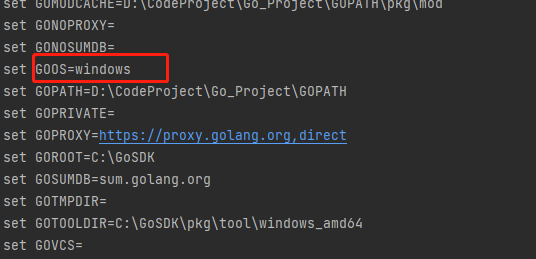 set GOMODCACHE=D:\CodeProject\Go_Project\GOPATH\pkg\mod
set GONOPROXY=
set GONOSUMDB=
set GOOS=windows
set GOPATH=D:\CodeProject\Go_Project\GOPATH
set GOPRIVATE=
set GOPROXY=https://proxy.golang.org,direct
set GOROOT=C:\GoSDK
set GOSUMDB=sum.golang.org
set GOTMPDIR=
set GOTOOLDIR=C:\GoSDK\pkg\tool\windows_amd64
set GOVCS=